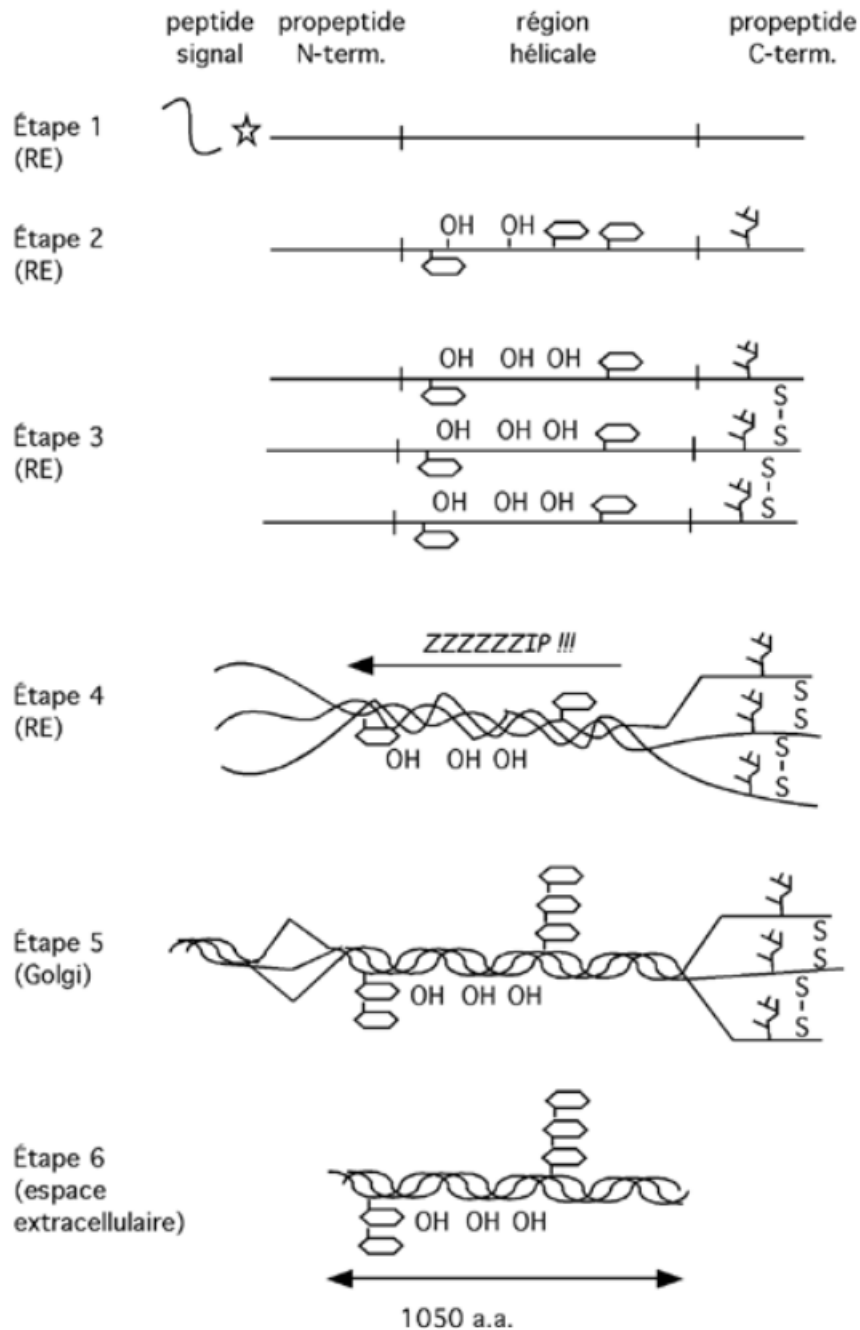 peptide propeptide région propeptide
signal N-term. hélicale C-term.
Étape 1
(RE)
OH OH
Étape 2
(RE)
OH OH OH
S
S
OH OH OH
Étape 3
(RE)
S
S
OH OH OH
ZZZZZZIP !!!
Étape 4
(RE)
S
S
OH OH OH
S
S
Étape 5
(Golgi)
S
S
OH OH OH
S
S
Étape 6
(espace
extracellulaire)
OH OH OH
1050 a.a.